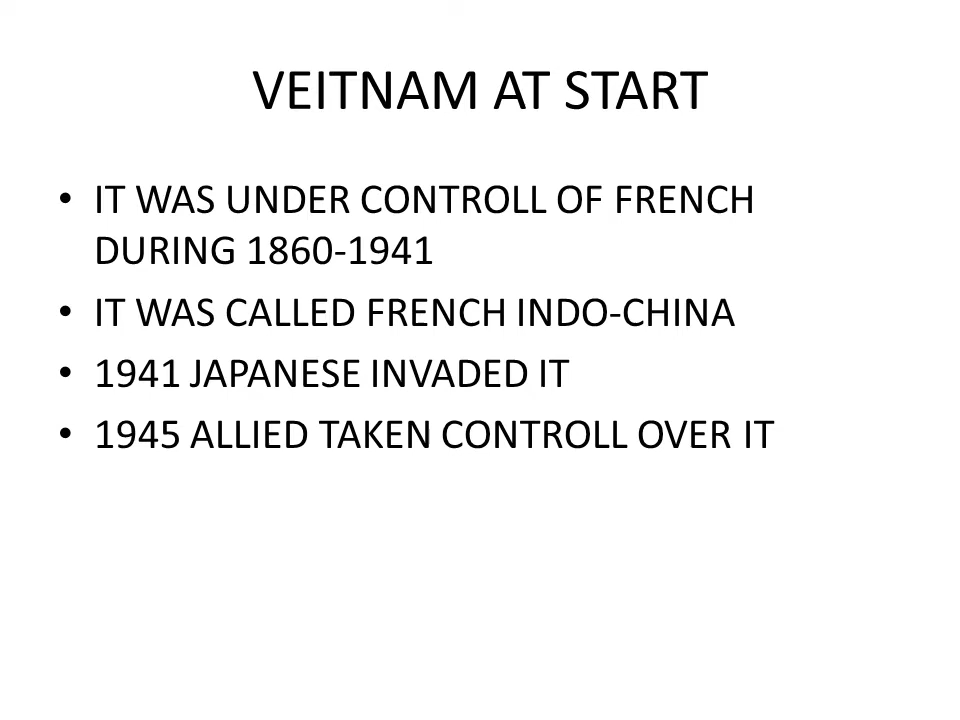 VEITNAM AT START
• IT WAS UNDER CONTROLL OF FRENCH
DURING 1860-1941
• IT WAS CALLED FRENCH INDO-CHINA
• 1941 JAPANESE INVADED IT
• 1945 ALLIED TAKEN CONTROLL OVER IT